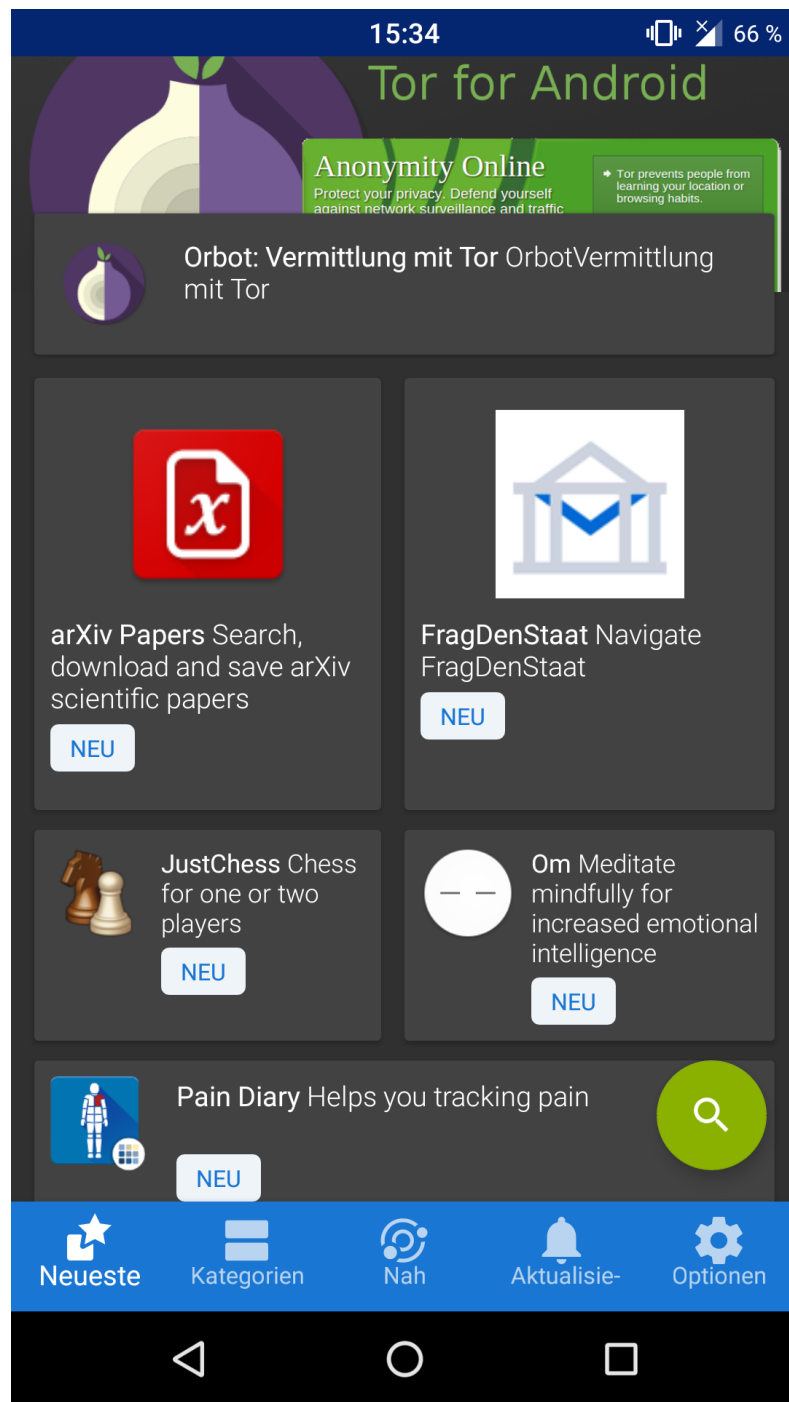 15:34
66 %
Tor for Android
Anonymity Online
Protect your privacy. Defend yourself
against network surveillance and traffic
Tor prevents people from
learning your location or
browsing habits.
Orbot: Vermittlung mit Tor OrbotVermittlung
mit Tor
x
arXiv Papers Search,
download and save arXiv
scientific papers
NEU
FragDenStaat Navigate
FragDenStaat
NEU
JustChess Chess
for one or two
players
NEU
Om Meditate
mindfully for
increased emotional
intelligence
NEU
Pain Diary Helps you tracking pain
NEU
Neueste
Kategorien
Nah
Aktualisie-
Optionen